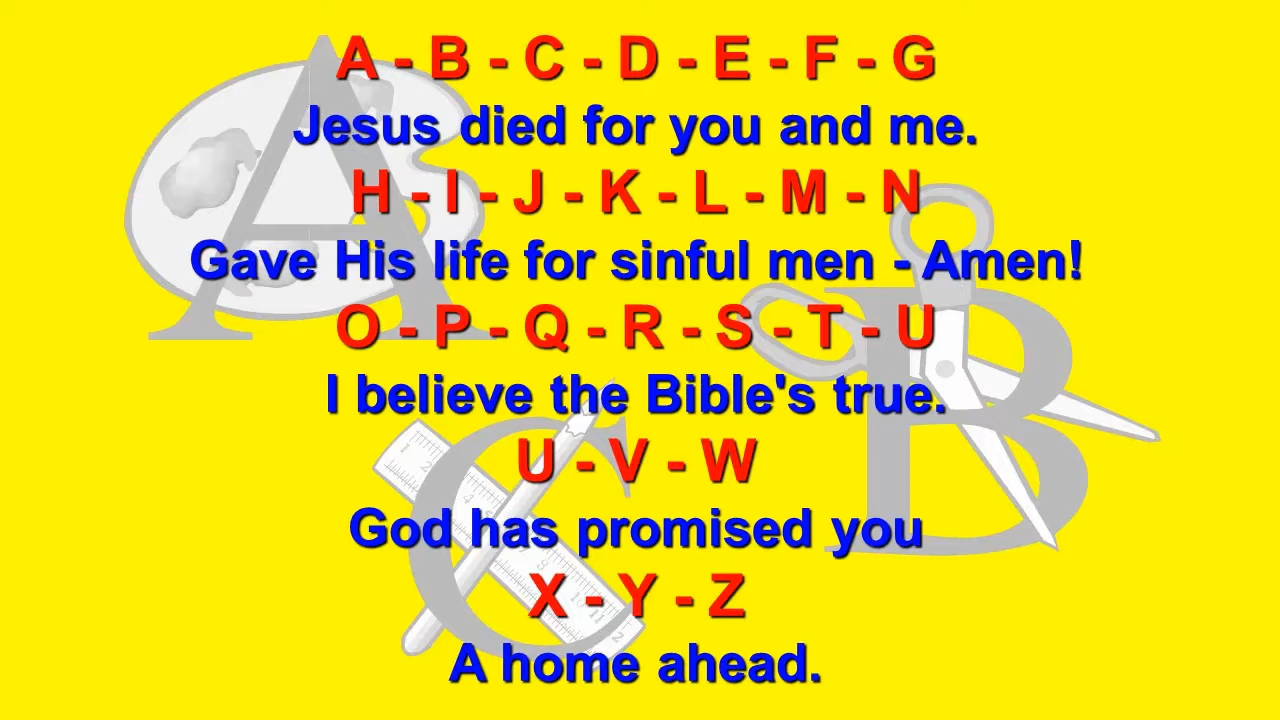 A - B - C - D - E - F - G
Jesus died for you and me.
H - I - J - K - L - M - N
Gave His life for sinful men - Amen!
O - P - Q - R - S - T - U
I believe the Bible's true.
U - V - W
God has promised you
X - Y - Z
A home ahead.